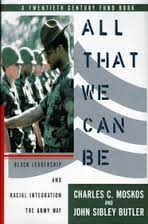 A TWENTIETH CENTURY FUND BOOK
ALL
THAT
WE CAN
BE
BLACK LEADERSHIP
AND
RACIAL INTEGRATION
THE ARMY WAY
CHARLES C. MOSKOS
AND
JOHN SIBLEY BUTLER